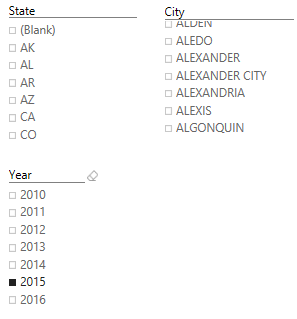 State
(Blank)
AK
AL
AR
AZ
CA
CO
City
ALDEN
ALEDO
ALEXANDER
ALEXANDER CITY
ALEXANDRIA
ALEXIS
ALGONQUIN
Year
2010
2011
2012
2013
2014
2015
2016